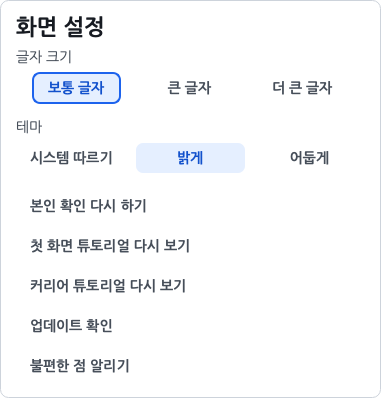 화면 설정
글자 크기
보통 글자 큰 글자 더 큰 글자
테마
시스템 따르기 밝게 어둡게
본인 확인 다시 하기
첫 화면 튜토리얼 다시 보기
커리어 튜토리얼 다시 보기
업데이트 확인
불편한 점 알리기